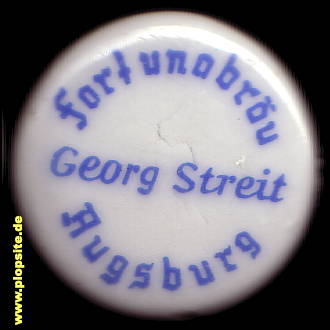 Fortunabräu
Georg Streit
Augsburg
www.plopsite.de